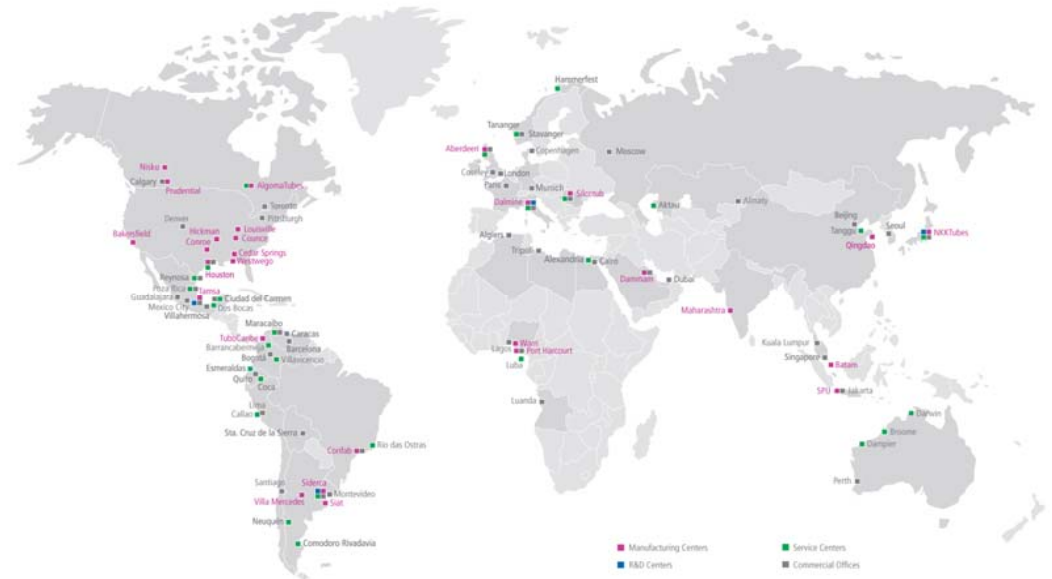 Hammerfest
Tananger
Stavanger
Aberdeen
Copenhagen
Moscow
Nisku
Calgary
Prudential
AlgomaTubes
London
Paris
Munich
Silcotub
Toronto
Dalmine
Aktau
Almaty
Denver
Pittsburgh
Beijing
Seoul
Hickman
Louisville
Tanggu
NKKTubes
Bakersfield
Conroe
Counce
Algiers
Qingdao
Cedar Springs
Tripoli
Westwego
Alexandria
Cairo
Houston
Reynosa
Dammam
Dubai
Poza Rica
Tamsa
Guadalajara
Ciudad del Carmen
Mexico City
Dos Bocas
Maharashtra
Villahermosa
Maracaibo
Caracas
TuboCaribe
Barrancabermeja
Barcelona
Warri
Kuala Lumpur
Lagos
Port Harcourt
Bogotá
Villavicencio
Singapore
Esmeraldas
Luba
Batam
Quito
Coca
SPIJ
Jakarta
Lima
Luanda
Callao
Darwin
Sta. Cruz de la Sierra
Broome
Confab
Rio das Ostras
Dampier
Santiago
Siderca
Perth
Montevideo
Villa Mercedes
Siat
Neuquén
Comodoro Rivadavia
Manufacturing Centers
Service Centers
R&D Centers
Commercial Offices